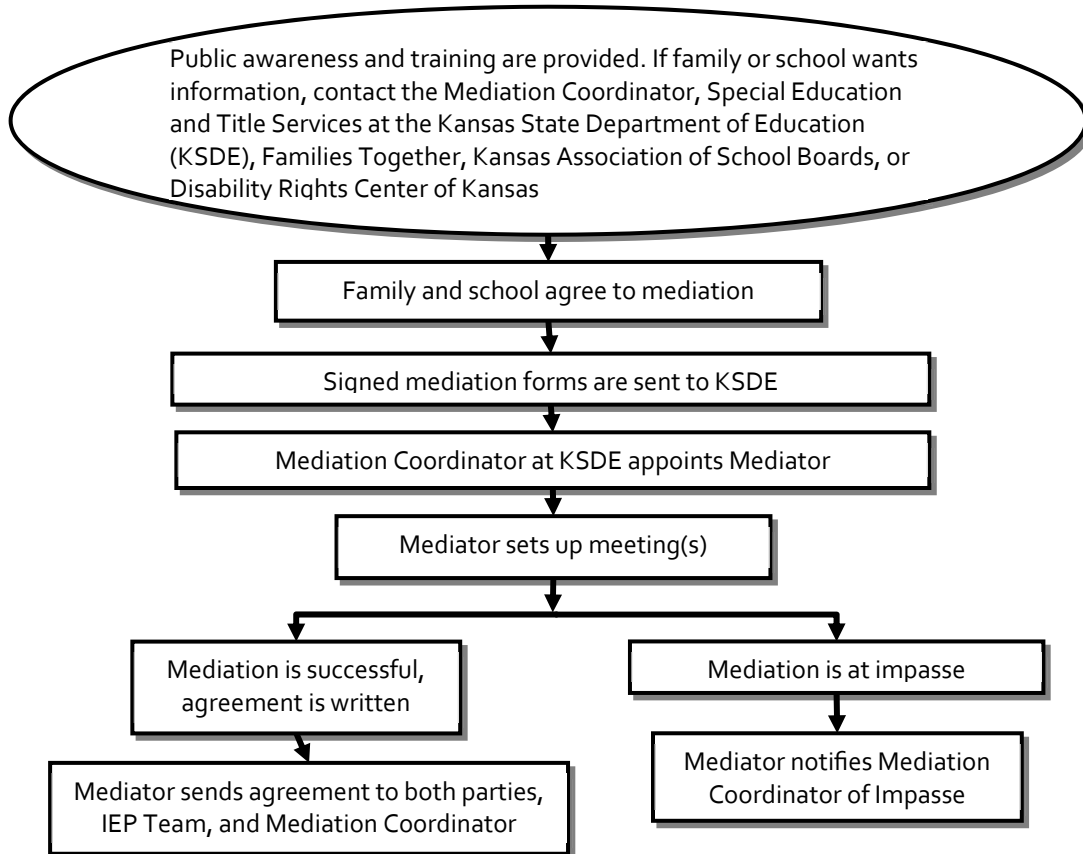 Public awareness and training are provided. If family or school wants
information, contact the Mediation Coordinator, Special Education
and Title Services at the Kansas State Department of Education
(KSDE), Families Together, Kansas Association of School Boards, or
Disability Rights Center of Kansas
Family and school agree to mediation
Signed mediation forms are sent to KSDE
Mediation Coordinator at KSDE appoints Mediator
Mediator sets up meeting(s)
Mediation is successful,
agreement is written
Mediation is at impasse
Mediator sends agreement to both parties,
IEP Team, and Mediation Coordinator
Mediator notifies Mediation
Coordinator of Impasse